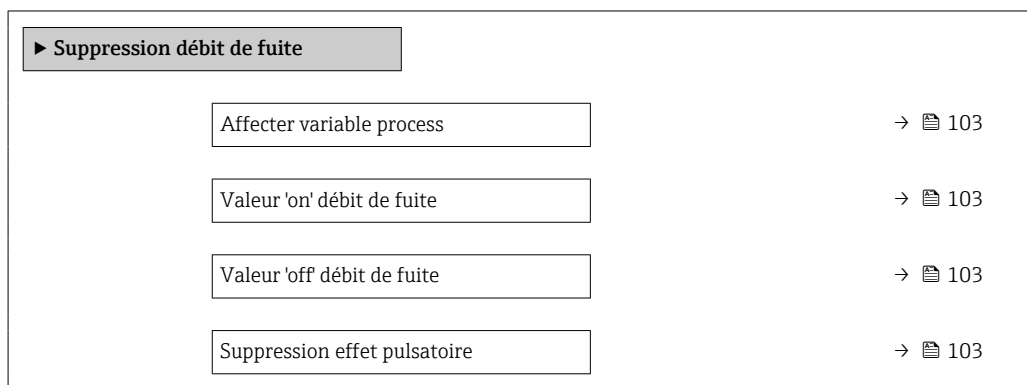 ▶ Suppression débit de fuite
Affecter variable process → 103
Valeur 'on' débit de fuite → 103
Valeur 'off' débit de fuite → 103
Suppression effet pulsatoire → 103